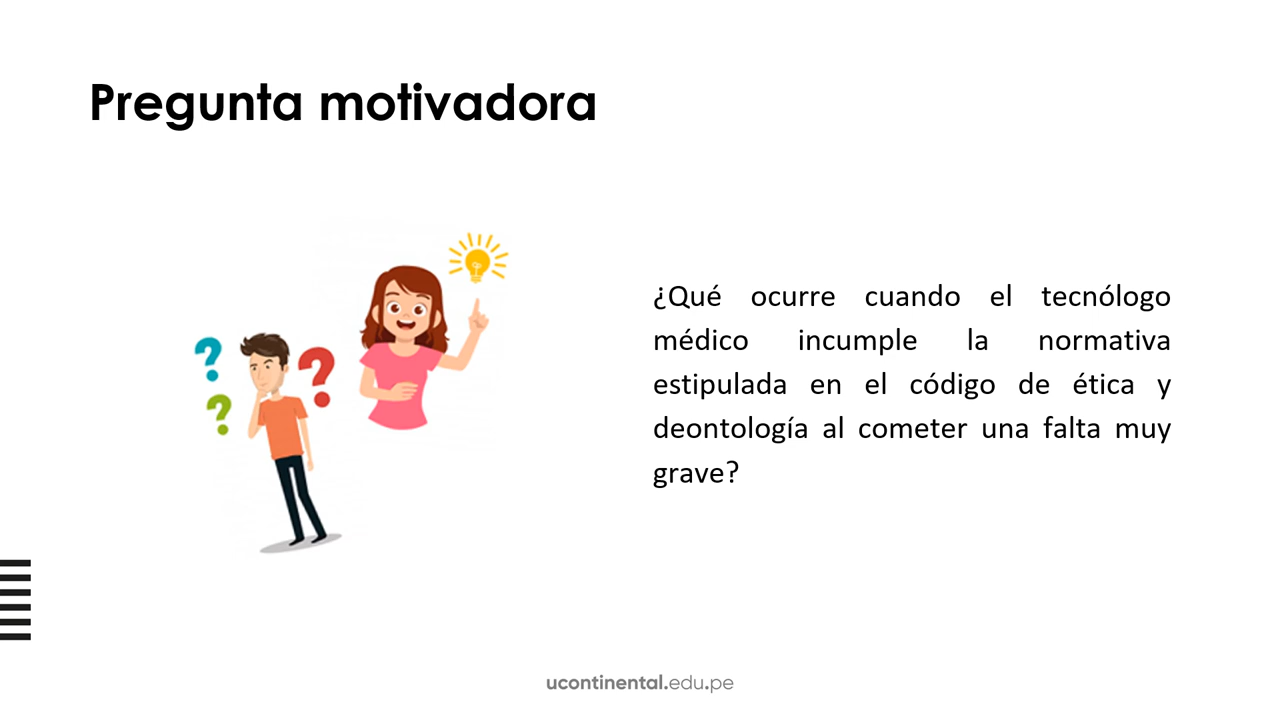 Pregunta motivadora
¿Qué ocurre cuando el tecnólogo
médico incumple la normativa
estipulada en el código de ética y
deontología al cometer una falta muy
grave?
ucontinental.edu.pe